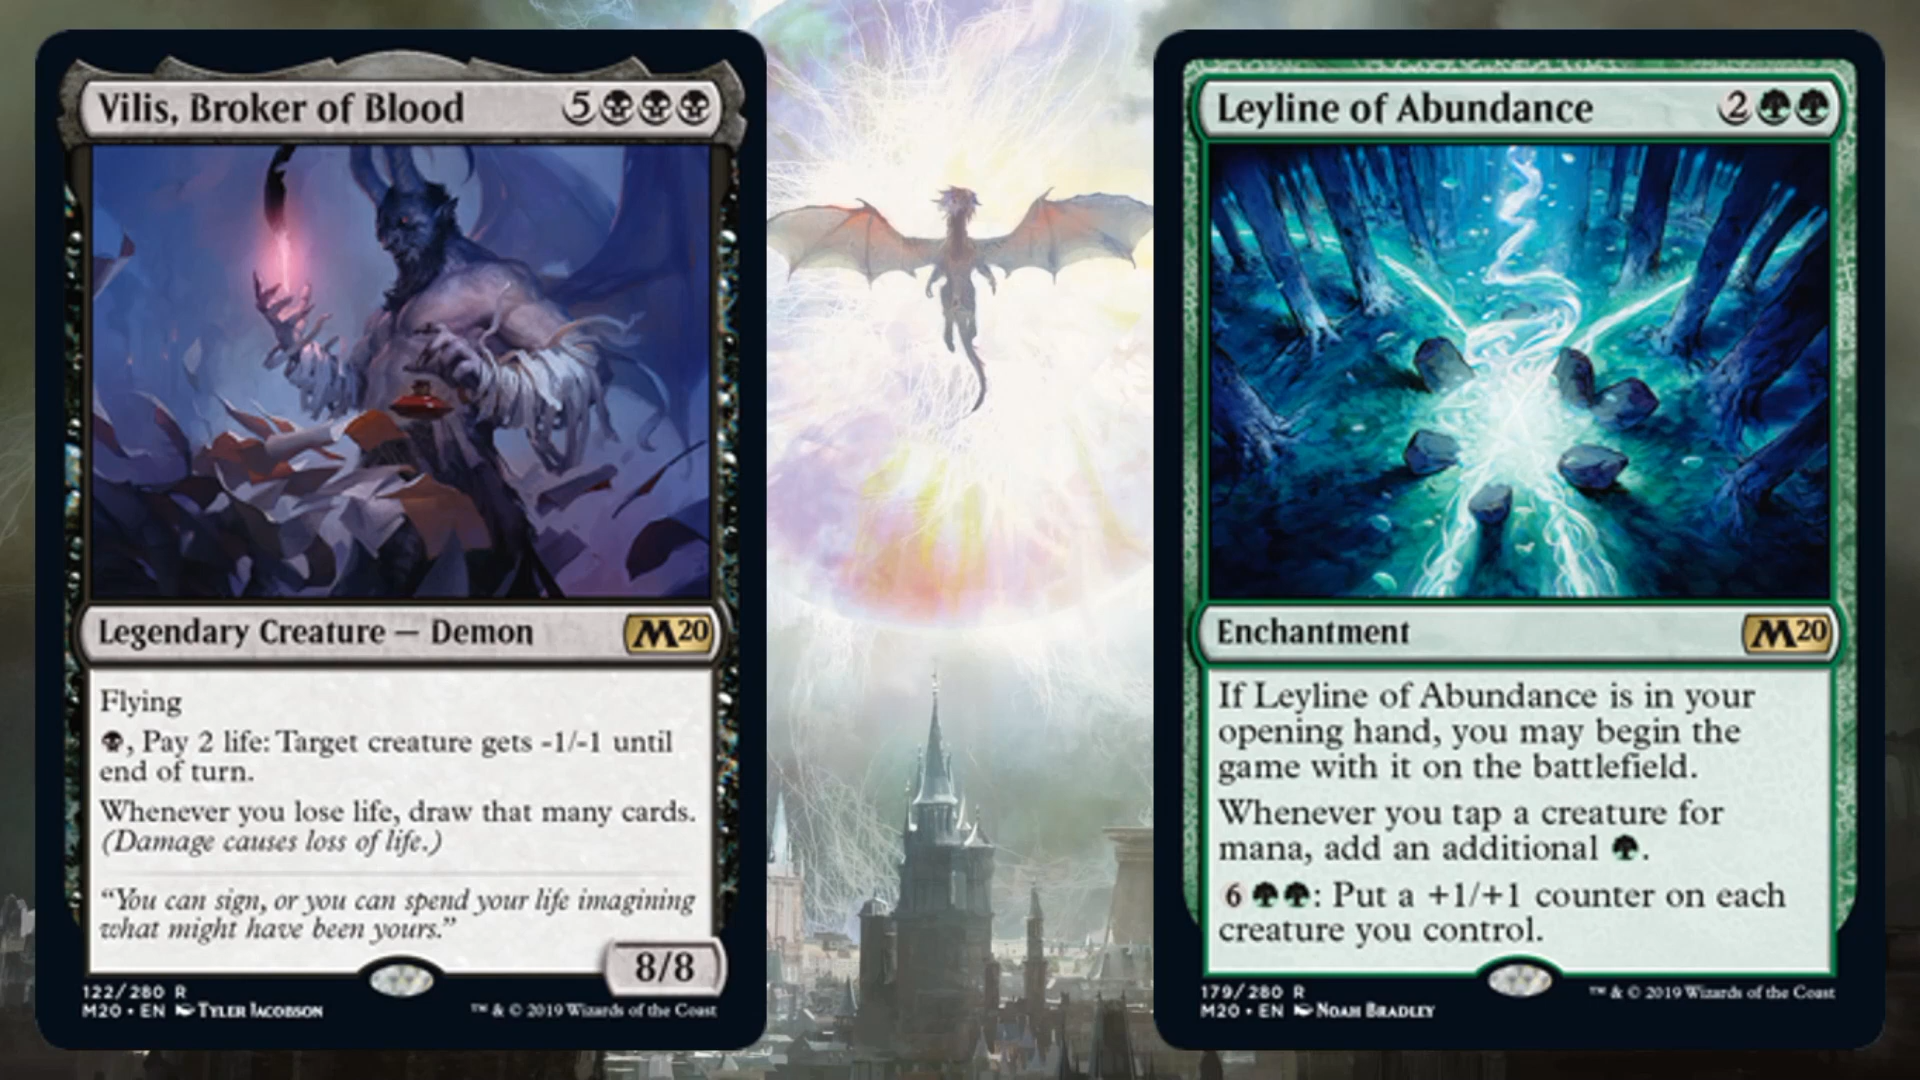 Vilis, Broker of Blood 5
Legendary Creature — Demon M20
Flying
, Pay 2 life: Target creature gets -1/-1 until
end of turn.
Whenever you lose life, draw that many cards.
(Damage causes loss of life.)
“You can sign, or you can spend your life imagining
what might have been yours.”
8/8
122/280 R
M20 • EN Tyler Jacobson
™ & © 2019 Wizards of the Coast
Leyline of Abundance 2
Enchantment M20
If Leyline of Abundance is in your
opening hand, you may begin the
game with it on the battlefield.
Whenever you tap a creature for
mana, add an additional .
6 : Put a +1/+1 counter on each
creature you control.
179/280 R
M20 • EN Noah Bradley
™ & © 2019 Wizards of the Coast